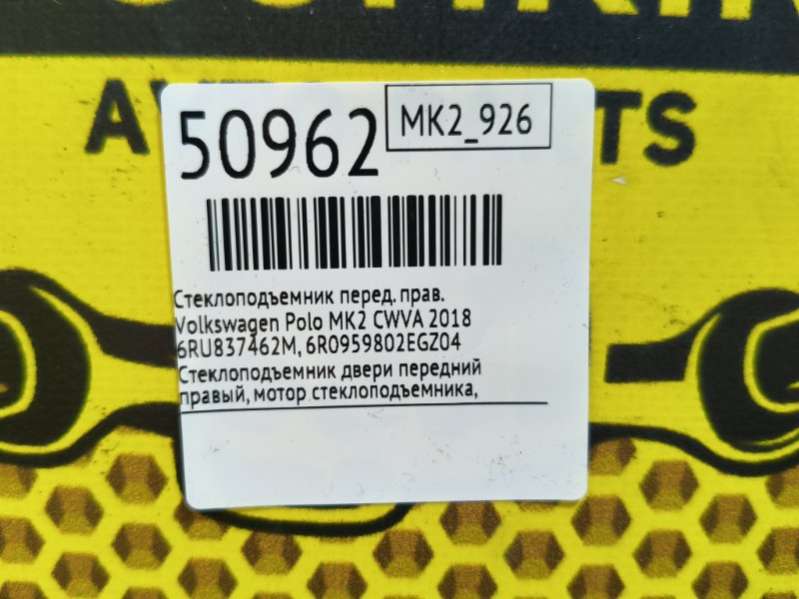 50962
MK2_926
Стеклоподъемник перед. прав.
Volkswagen Polo MK2 CWVA 2018
6RU837462M, 6R0959802EGZ04
Стеклоподъемник двери передний
правый, мотор стеклоподъемника,